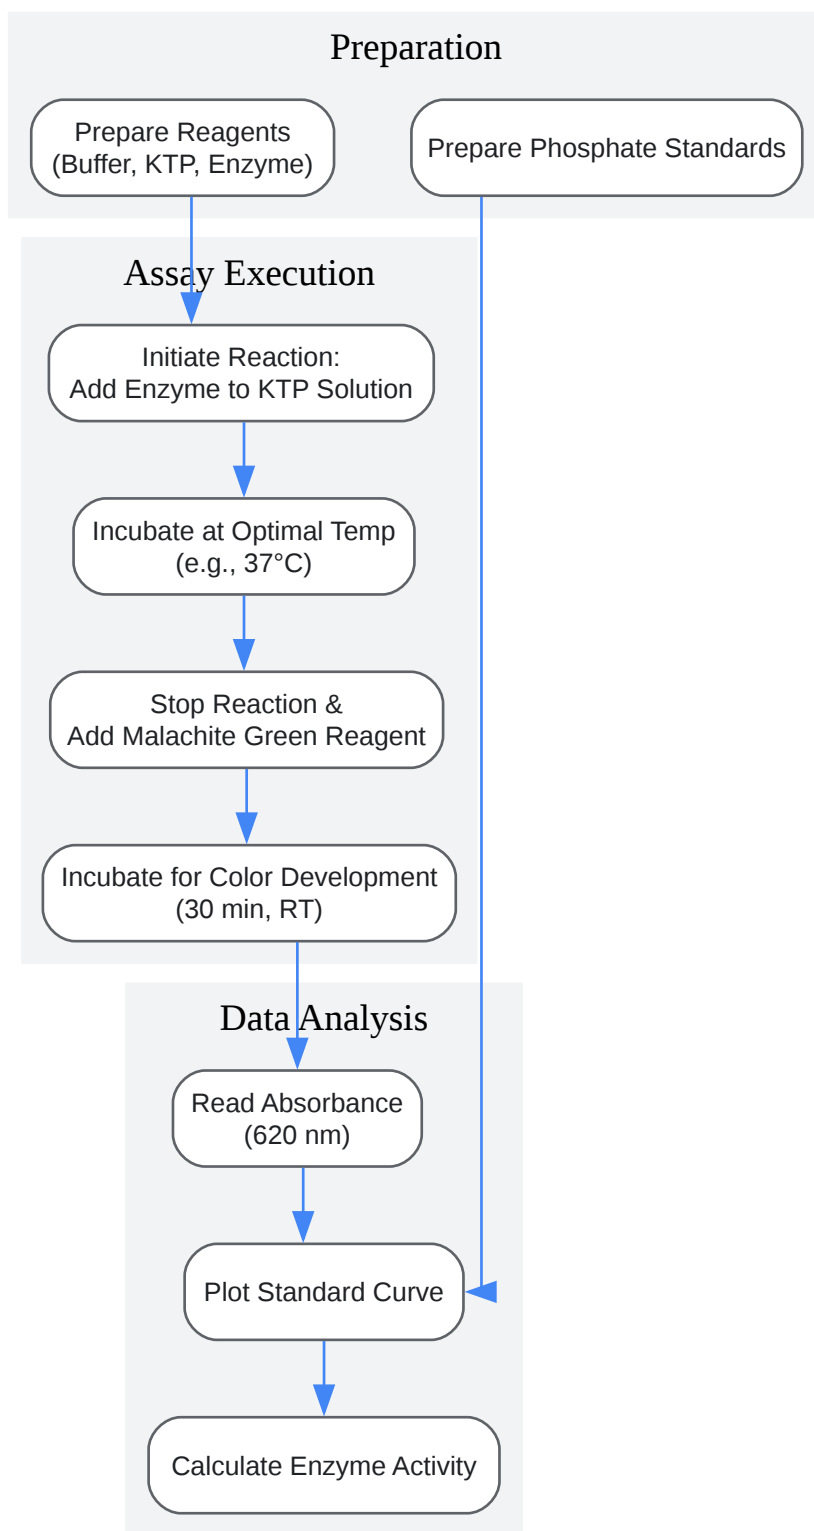 Preparation
Prepare Reagents
(Buffer, KTP, Enzyme)
Prepare Phosphate Standards
Assay Execution
Initiate Reaction:
Add Enzyme to KTP Solution
Incubate at Optimal Temp
(e.g., 37°C)
Stop Reaction &
Add Malachite Green Reagent
Incubate for Color Development
(30 min, RT)
Data Analysis
Read Absorbance
(620 nm)
Plot Standard Curve
Calculate Enzyme Activity